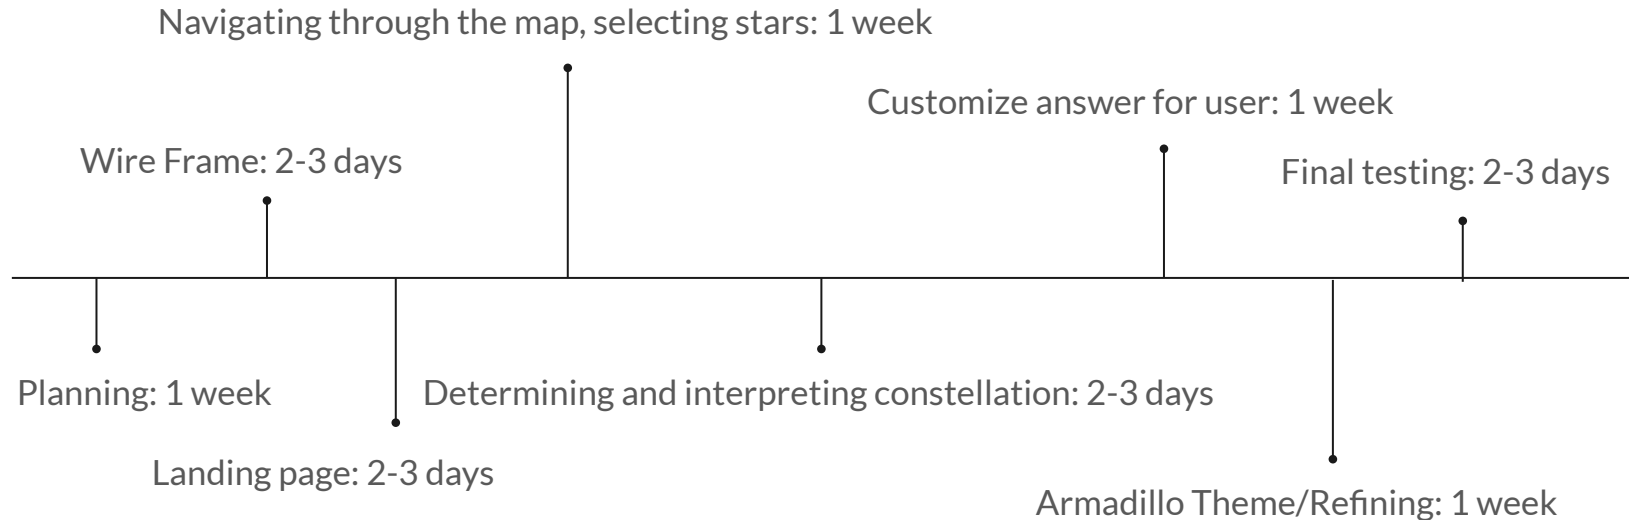 Navigating through the map, selecting stars: 1 week
Customize answer for user: 1 week
Wire Frame: 2-3 days
Final testing: 2-3 days
Planning: 1 week
Determining and interpreting constellation: 2-3 days
Landing page: 2-3 days
Armadillo Theme/Refining: 1 week